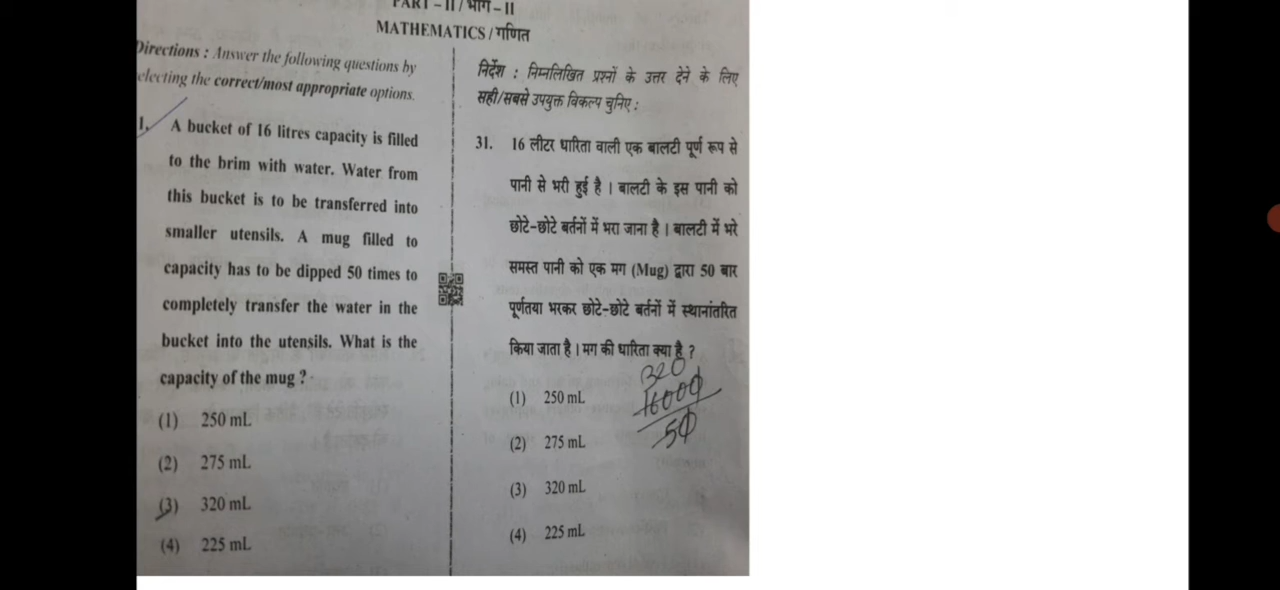 PART - II / भाग - II
MATHEMATICS / गणित
Directions : Answer the following questions by
electing the correct/most appropriate options.
1. A bucket of 16 litres capacity is filled
to the brim with water. Water from
this bucket is to be transferred into
smaller utensils. A mug filled to
capacity has to be dipped 50 times to
completely transfer the water in the
bucket into the utensils. What is the
capacity of the mug ?
(1) 250 mL
(2) 275 mL
(3) 320 mL
(4) 225 mL
निर्देश : निम्नलिखित प्रश्नों के उत्तर देने के लिए
सही/सबसे उपयुक्त विकल्प चुनिए :
31. 16 लीटर धारिता वाली एक बालटी पूर्ण रूप से
पानी से भरी हुई है । बालटी के इस पानी को
छोटे-छोटे बर्तनों में भरा जाना है । बालटी में भरे
समस्त पानी को एक मग (Mug) द्वारा 50 बार
पूर्णतया भरकर छोटे-छोटे बर्तनों में स्थानांतरित
किया जाता है । मग की धारिता क्या है ?
(1) 250 mL
(2) 275 mL
(3) 320 mL
(4) 225 mL
320
16000
50